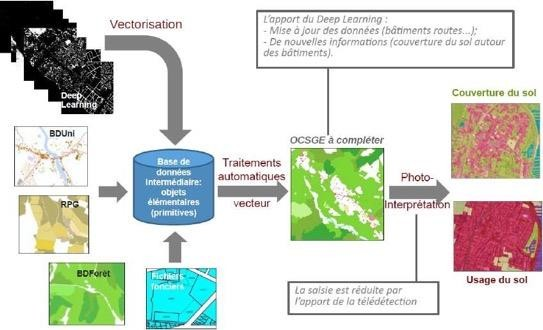 Vectorisation
L'apport du Deep Learning :
- Mise à jour des données (bâtiments routes...);
- De nouvelles informations (couverture du sol autour
des bâtiments).
Deep
Learning
Couverture du sol
BDUni
OCSGE à compléter
Base de
données
Intermédiaire:
objets
élémentaires
(primitives)
Traitements
automatiques
vecteur
Photo-
Interprétation
RPG
BDForêt
Fichiers
fonciers
Usage du sol
La saisie est réduite par
l'apport de la télédétection